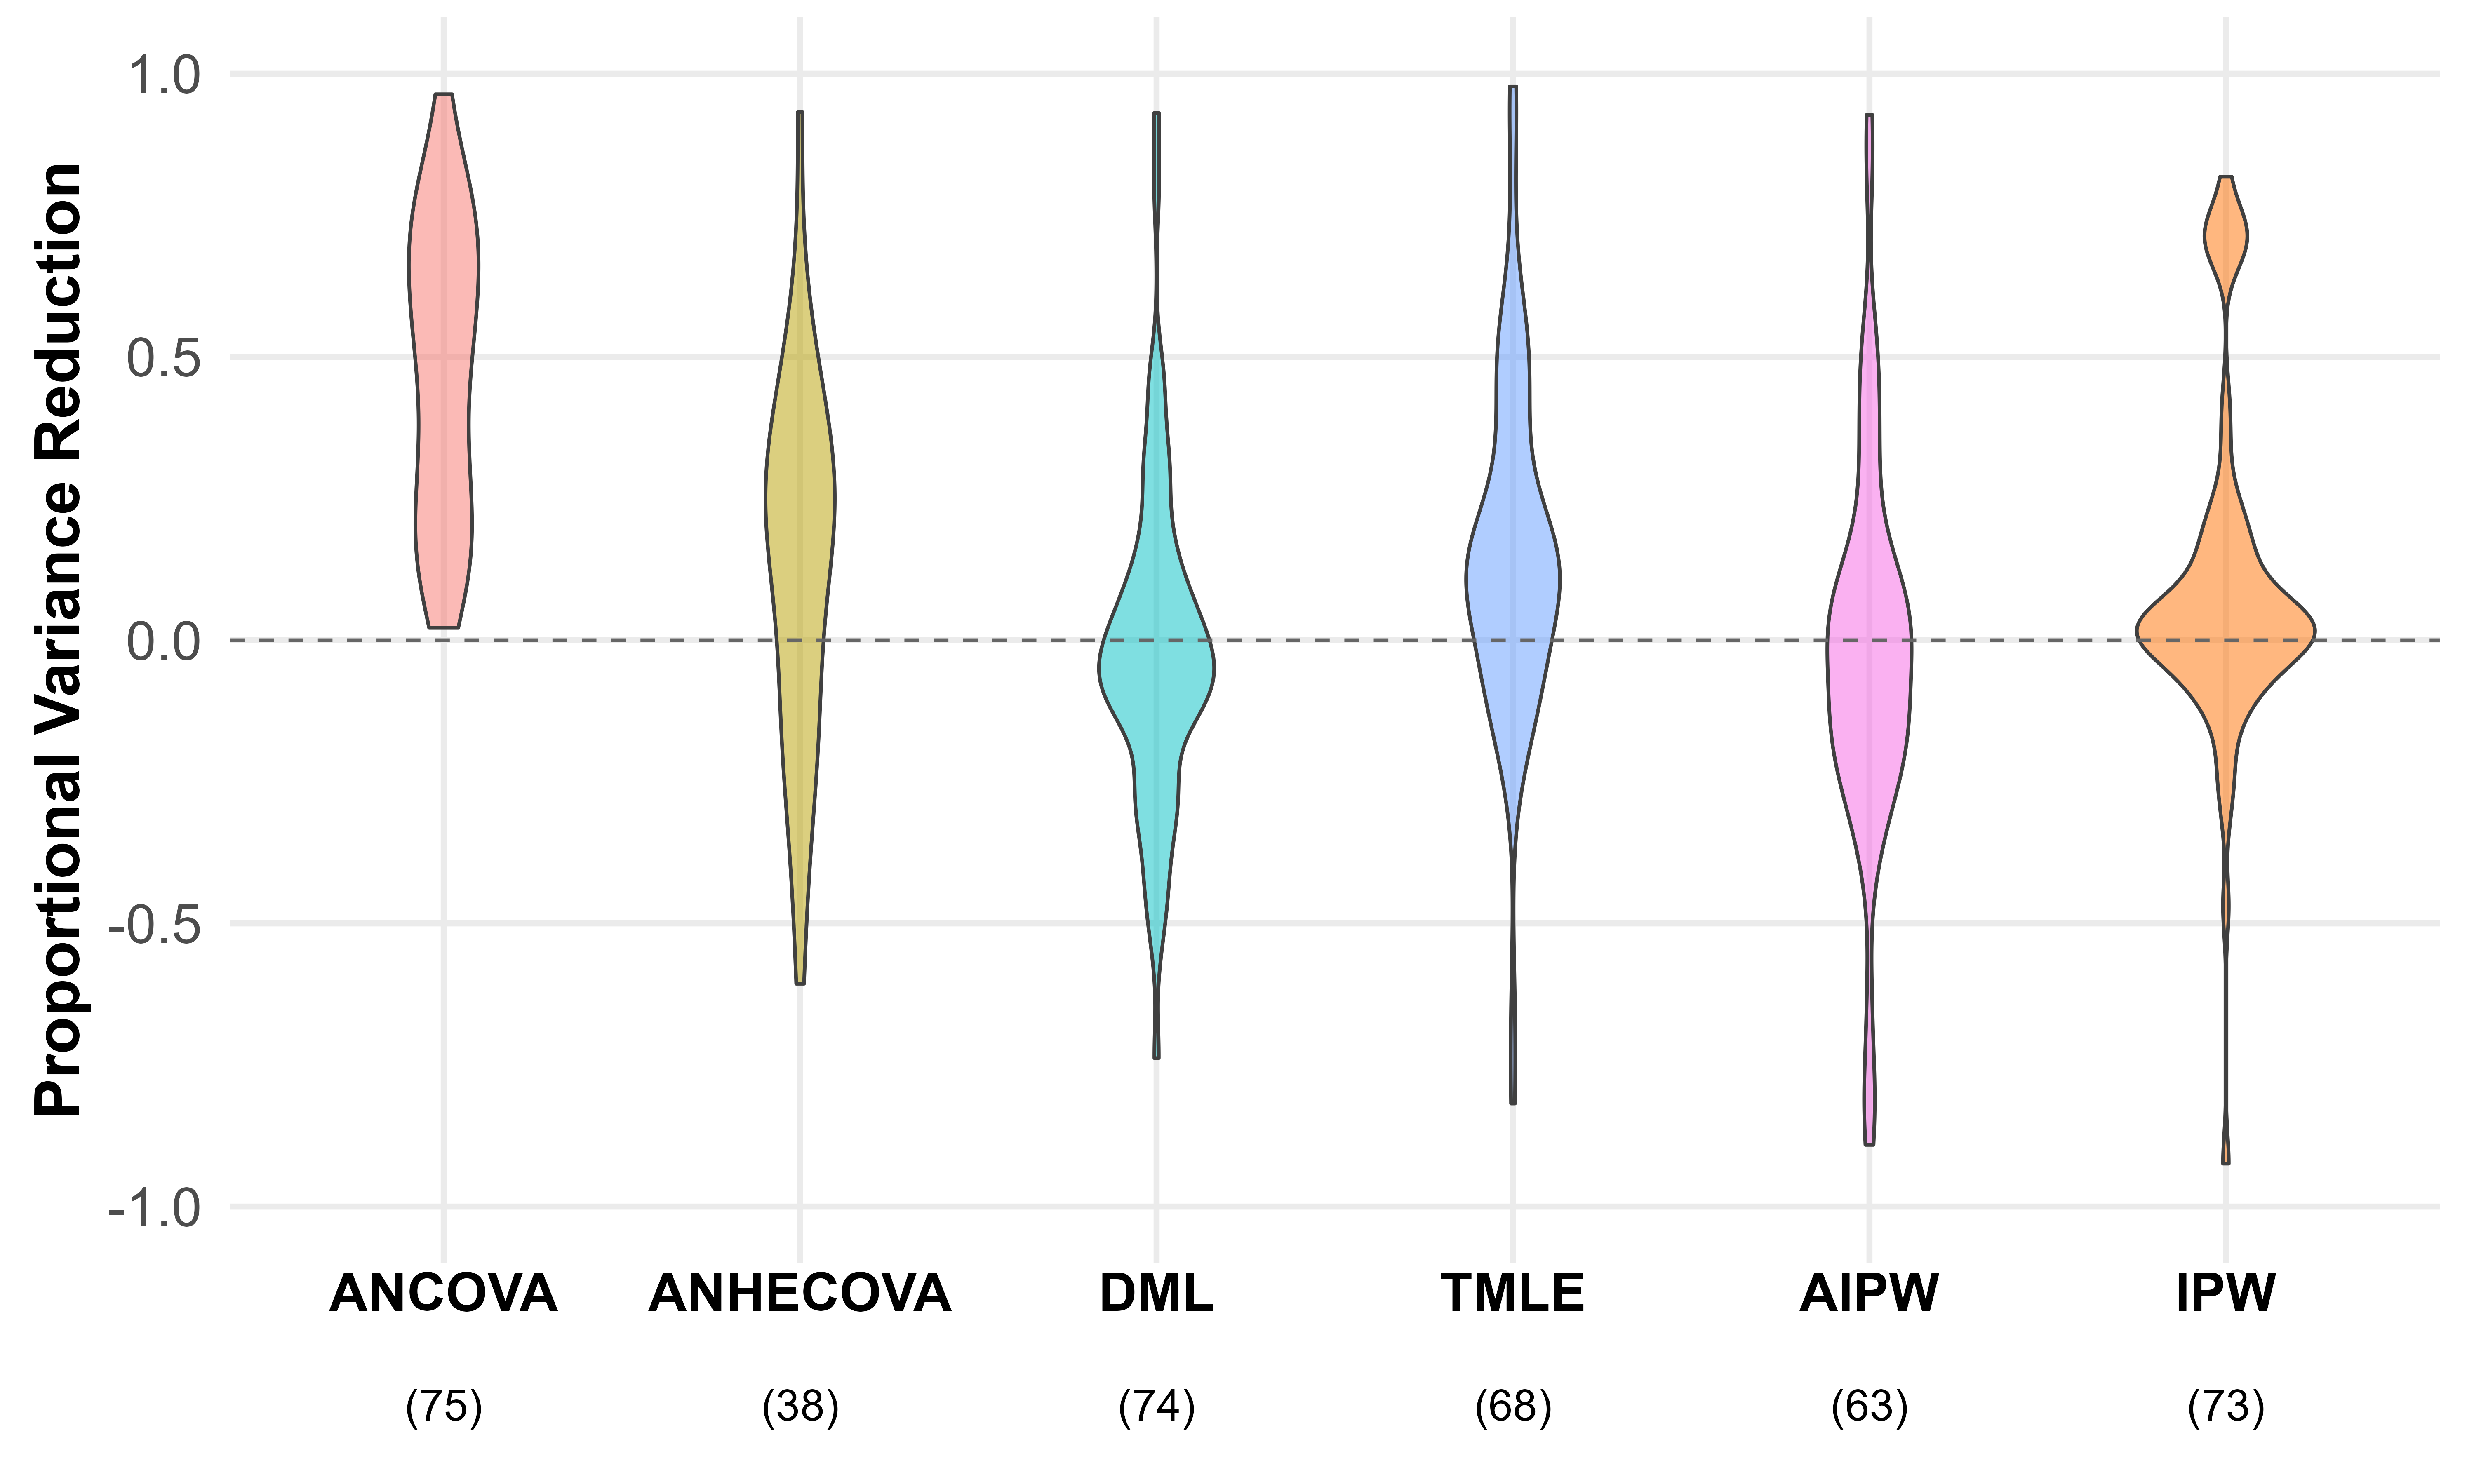 Proportional Variance Reduction
1.0
0.5
0.0
-0.5
-1.0
ANCOVA ANHECOVA DML TMLE AIPW IPW
(75) (38) (74) (68) (63) (73)